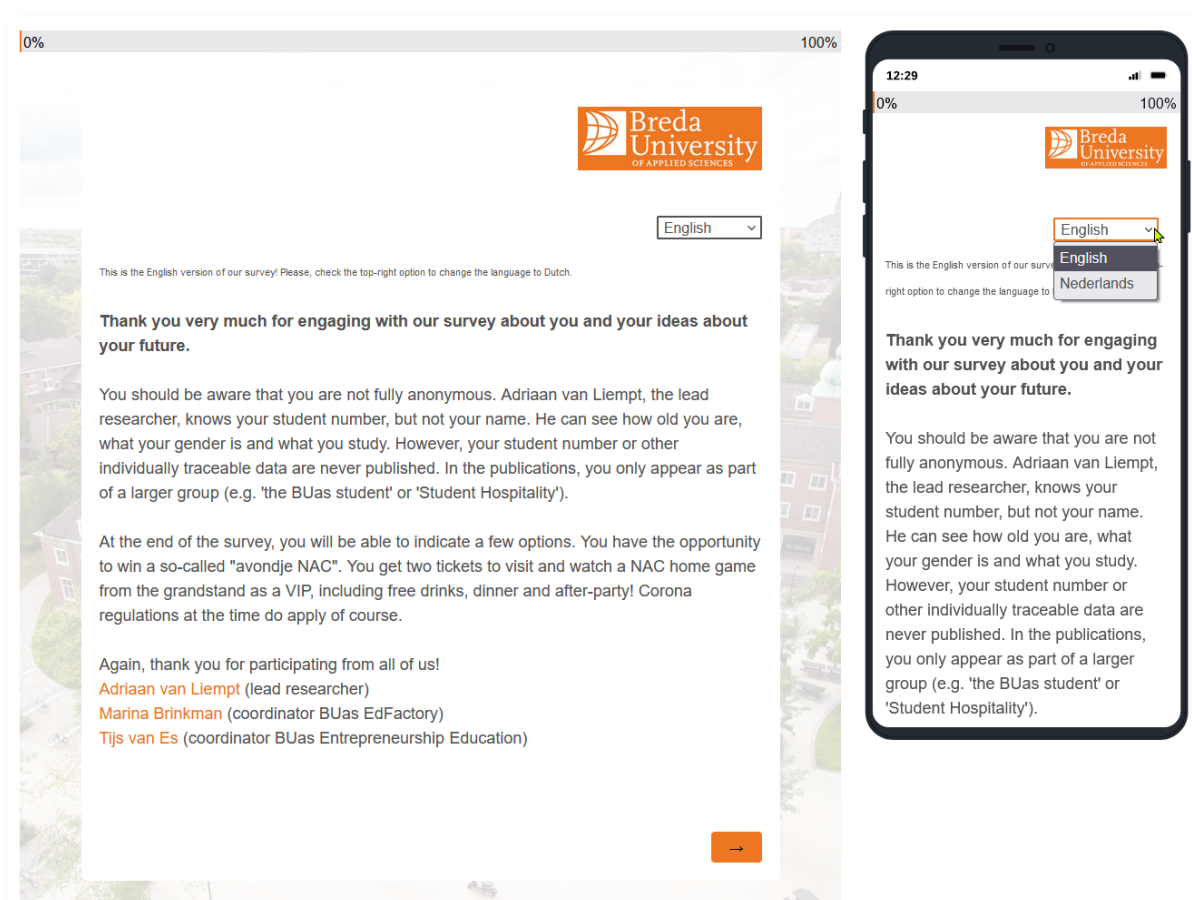 0% 100%
Breda
University
OF APPLIED SCIENCES
English
This is the English version of our survey! Please, check the top-right option to change the language to Dutch.
Thank you very much for engaging with our survey about you and your ideas about
your future.
You should be aware that you are not fully anonymous. Adriaan van Liempt, the lead
researcher, knows your student number, but not your name. He can see how old you are,
what your gender is and what you study. However, your student number or other
individually traceable data are never published. In the publications, you only appear as part
of a larger group (e.g. 'the BUas student' or 'Student Hospitality').
At the end of the survey, you will be able to indicate a few options. You have the opportunity
to win a so-called "avondje NAC". You get two tickets to visit and watch a NAC home game
from the grandstand as a VIP, including free drinks, dinner and after-party! Corona
regulations at the time do apply of course.
Again, thank you for participating from all of us!
Adriaan van Liempt (lead researcher)
Marina Brinkman (coordinator BUas EdFactory)
Tijs van Es (coordinator BUas Entrepreneurship Education)
→
12:29
0% 100%
Breda
University
OF APPLIED SCIENCES
English
English
Nederlands
This is the English version of our
right option to change the language to
Thank you very much for engaging
with our survey about you and your
ideas about your future.
You should be aware that you are not
fully anonymous. Adriaan van Liempt,
the lead researcher, knows your
student number, but not your name.
He can see how old you are, what
your gender is and what you study.
However, your student number or
other individually traceable data are
never published. In the publications,
you only appear as part of a larger
group (e.g. 'the BUas student' or
'Student Hospitality').